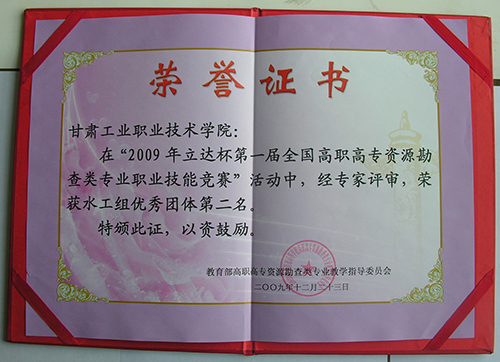 荣誉证书
甘肃工业职业技术学院：
在“2009年立达杯第一届全国高职高专资源勘
查类专业职业技能竞赛”活动中，经专家评审，荣
获水工组优秀团体第二名。
特颁此证，以资鼓励。
教育部高职高专资源勘查类专业教学指导委员会
二〇〇九年十二月二十三日